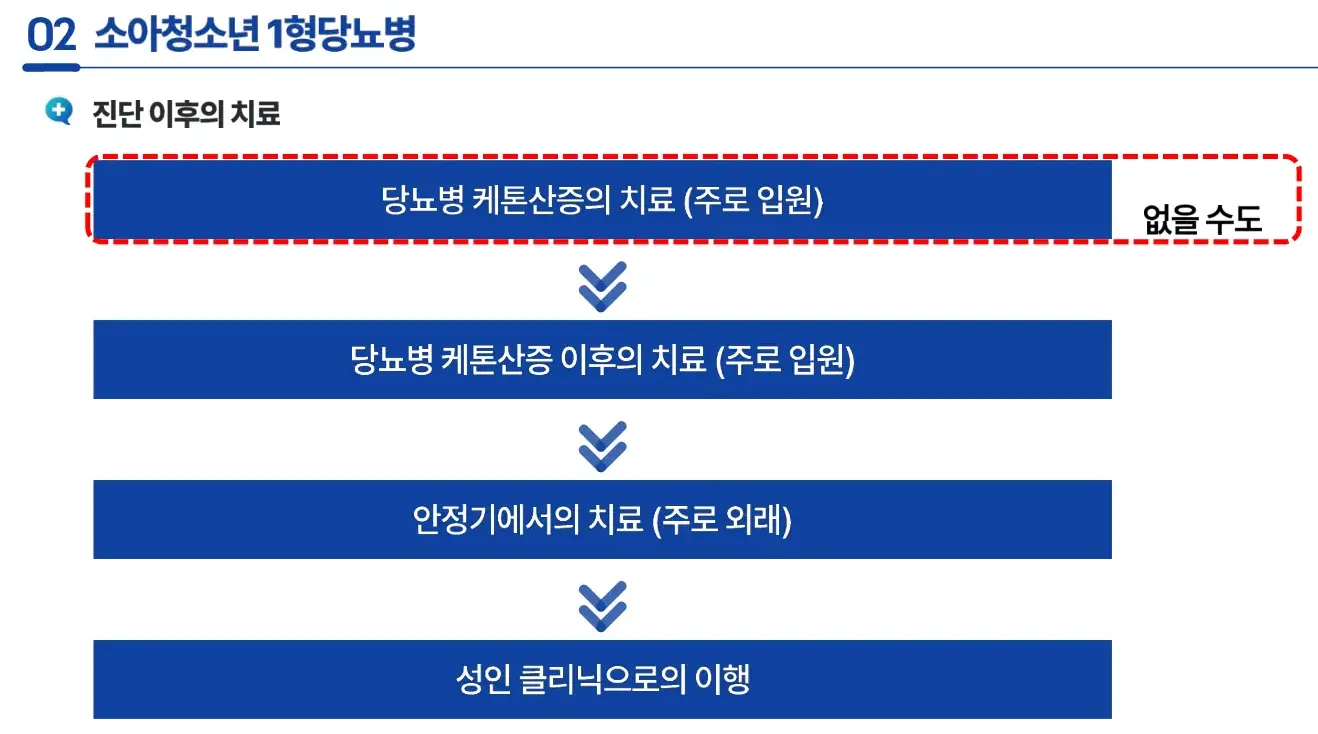 02 소아청소년 1형당뇨병
진단 이후의 치료
당뇨병 케톤산증의 치료 (주로 입원)
없을 수도
당뇨병 케톤산증 이후의 치료 (주로 입원)
안정기에서의 치료 (주로 외래)
성인 클리닉으로의 이행